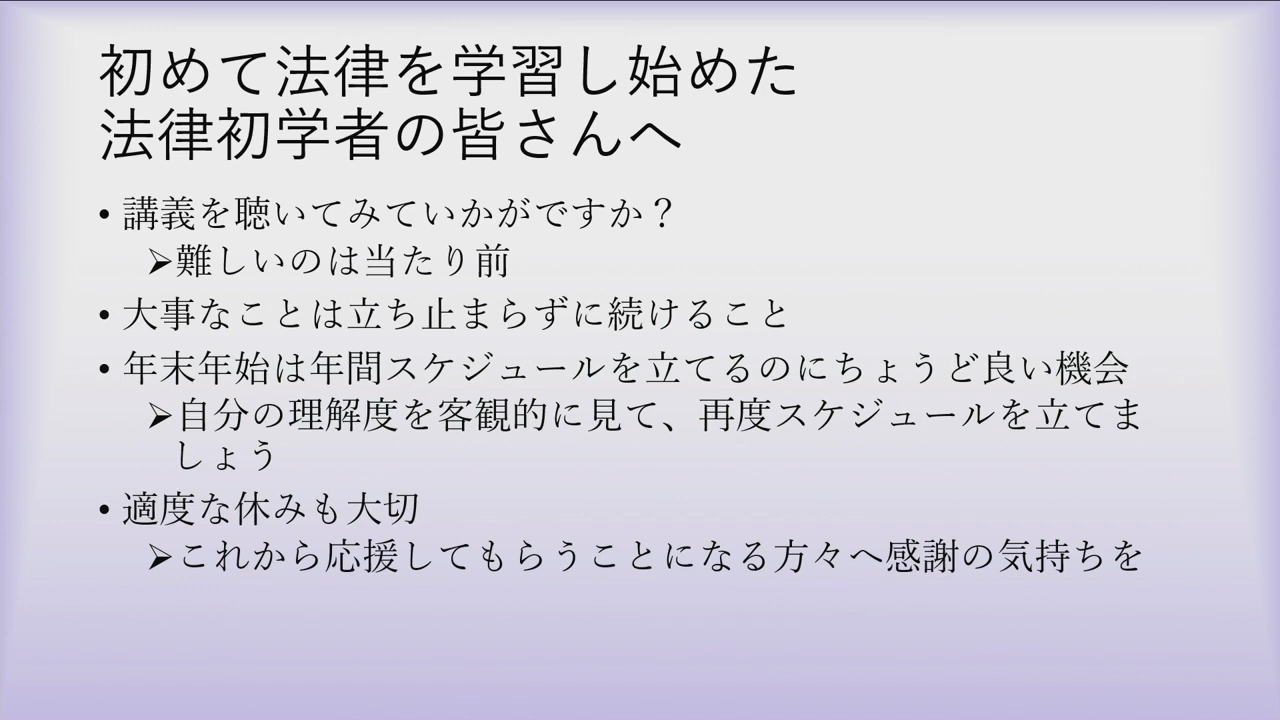 初めて法律を学習し始めた
法律初学者の皆さんへ
• 講義を聴いてみていかがですか？
➢難しいのは当たり前
• 大事なことは立ち止まらずに続けること
• 年末年始は年間スケジュールを立てるのにちょうど良い機会
➢自分の理解度を客観的に見て、再度スケジュールを立てま
しょう
• 適度な休みも大切
➢これから応援してもらうことになる方々へ感謝の気持ちを